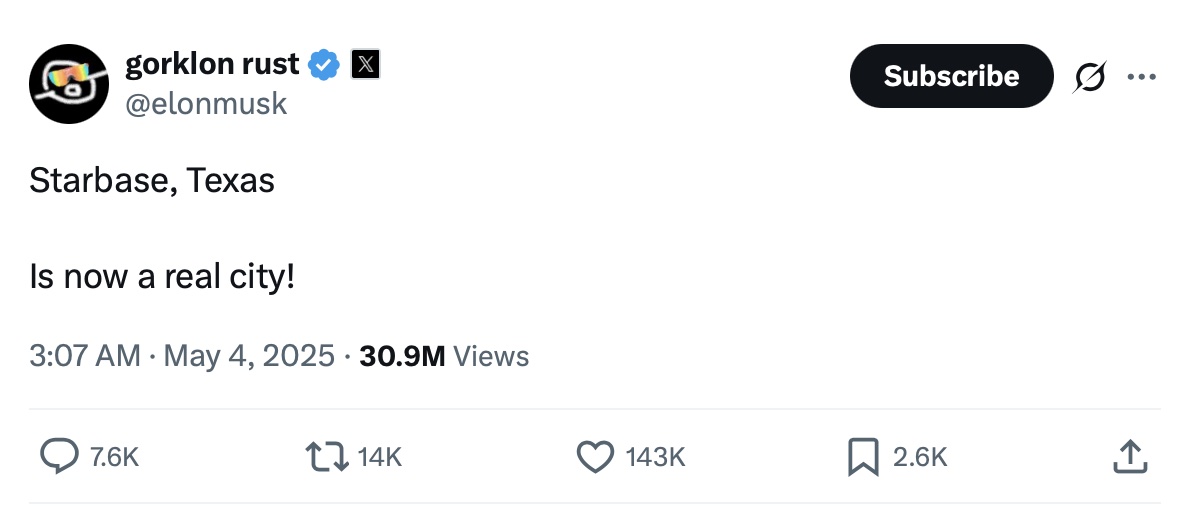 gorklon rust
@elonmusk
Subscribe
Starbase, Texas
Is now a real city!
3:07 AM · May 4, 2025 · 30.9M Views
7.6K 14K 143K 2.6K